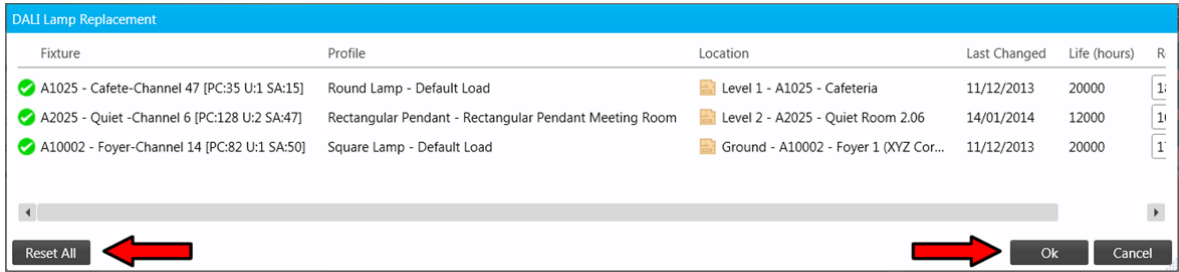 DALI Lamp Replacement
Fixture Profile Location Last Changed Life (hours)
A1025 - Cafete-Channel 47 [PC:35 U:1 SA:15] Round Lamp - Default Load Level 1 - A1025 - Cafeteria 11/12/2013 20000
A2025 - Quiet -Channel 6 [PC:128 U:2 SA:47] Rectangular Pendant - Rectangular Pendant Meeting Room Level 2 - A2025 - Quiet Room 2.06 14/01/2014 12000
A10002 - Foyer-Channel 14 [PC:82 U:1 SA:50] Square Lamp - Default Load Ground - A10002 - Foyer 1 (XYZ Cor... 11/12/2013 20000
Reset All Ok Cancel